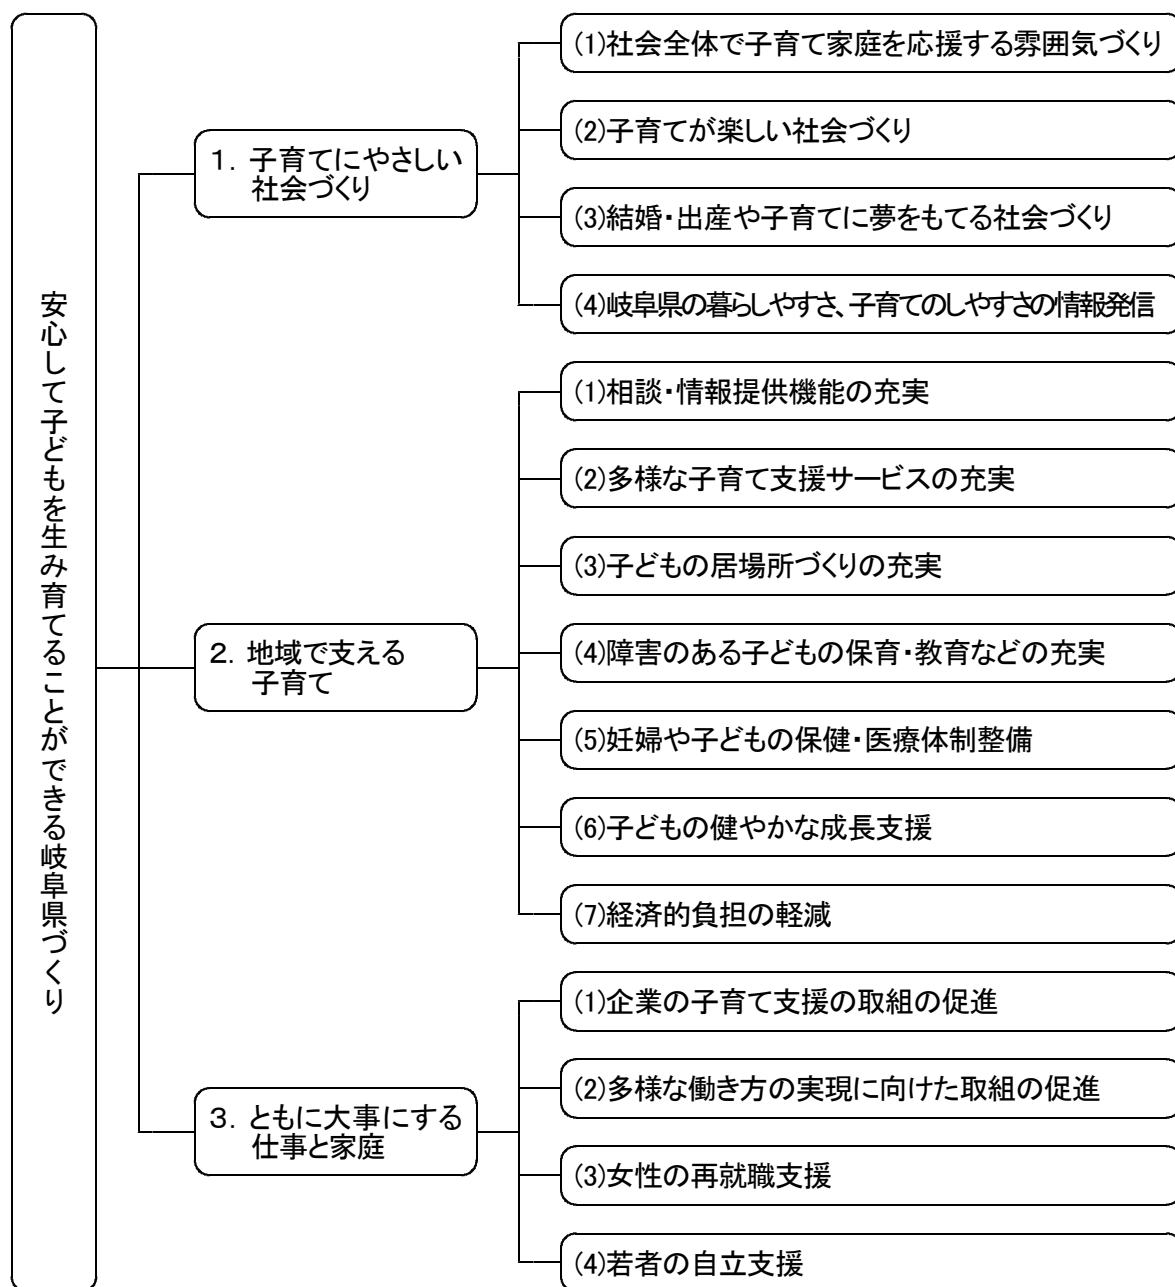 安心して子どもを生み育てることができる岐阜県づくり
1. 子育てにやさしい
社会づくり
(1)社会全体で子育て家庭を応援する雰囲気づくり
(2)子育てが楽しい社会づくり
(3)結婚・出産や子育てに夢をもてる社会づくり
(4)岐阜県の暮らしやすさ、子育てのしやすさの情報発信
2. 地域で支える
子育て
(1)相談・情報提供機能の充実
(2)多様な子育て支援サービスの充実
(3)子どもの居場所づくりの充実
(4)障害のある子どもの保育・教育などの充実
(5)妊婦や子どもの保健・医療体制整備
(6)子どもの健やかな成長支援
(7)経済的負担の軽減
3. ともに大事にする
仕事と家庭
(1)企業の子育て支援の取組の促進
(2)多様な働き方の実現に向けた取組の促進
(3)女性の再就職支援
(4)若者の自立支援